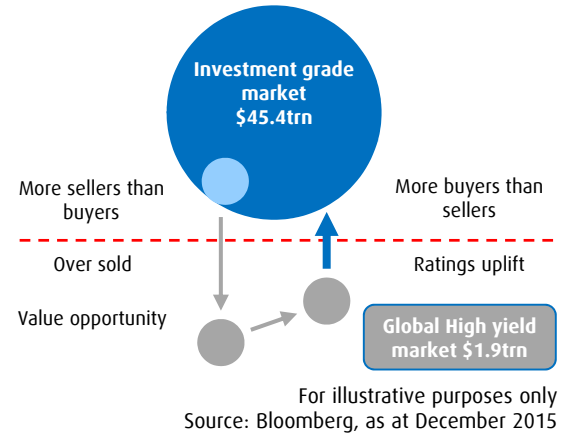 Investment grade
market
$45.4trn
More sellers than
buyers
More buyers than
sellers
Over sold
Ratings uplift
Value opportunity
Global High yield
market $1.9trn
For illustrative purposes only
Source: Bloomberg, as at December 2015